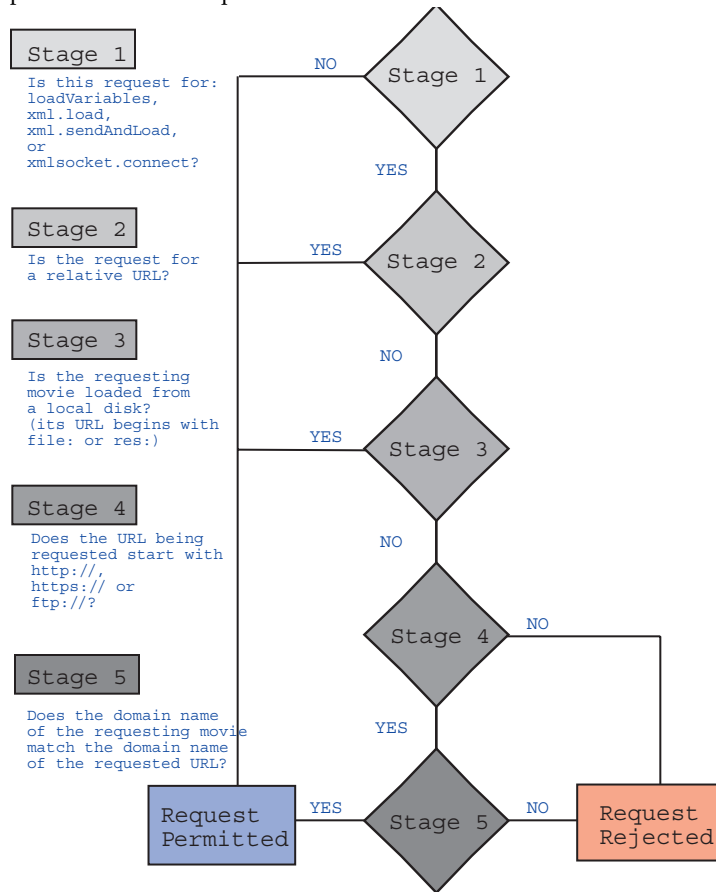 Stage 1
Is this request for:
loadVariables,
xml.load,
xml.sendAndLoad,
or
xmlsocket.connect?
NO
Stage 1
YES
Stage 2
Is the request for
a relative URL?
YES
Stage 2
NO
Stage 3
Is the requesting
movie loaded from
a local disk?
(its URL begins with
file: or res:)
YES
Stage 3
NO
Stage 4
Does the URL being
requested start with
http://,
https:// or
ftp://?
Stage 4
NO
YES
Stage 5
Does the domain name
of the requesting movie
match the domain name
of the requested URL?
Request
Permitted
YES
Stage 5
NO
Request
Rejected